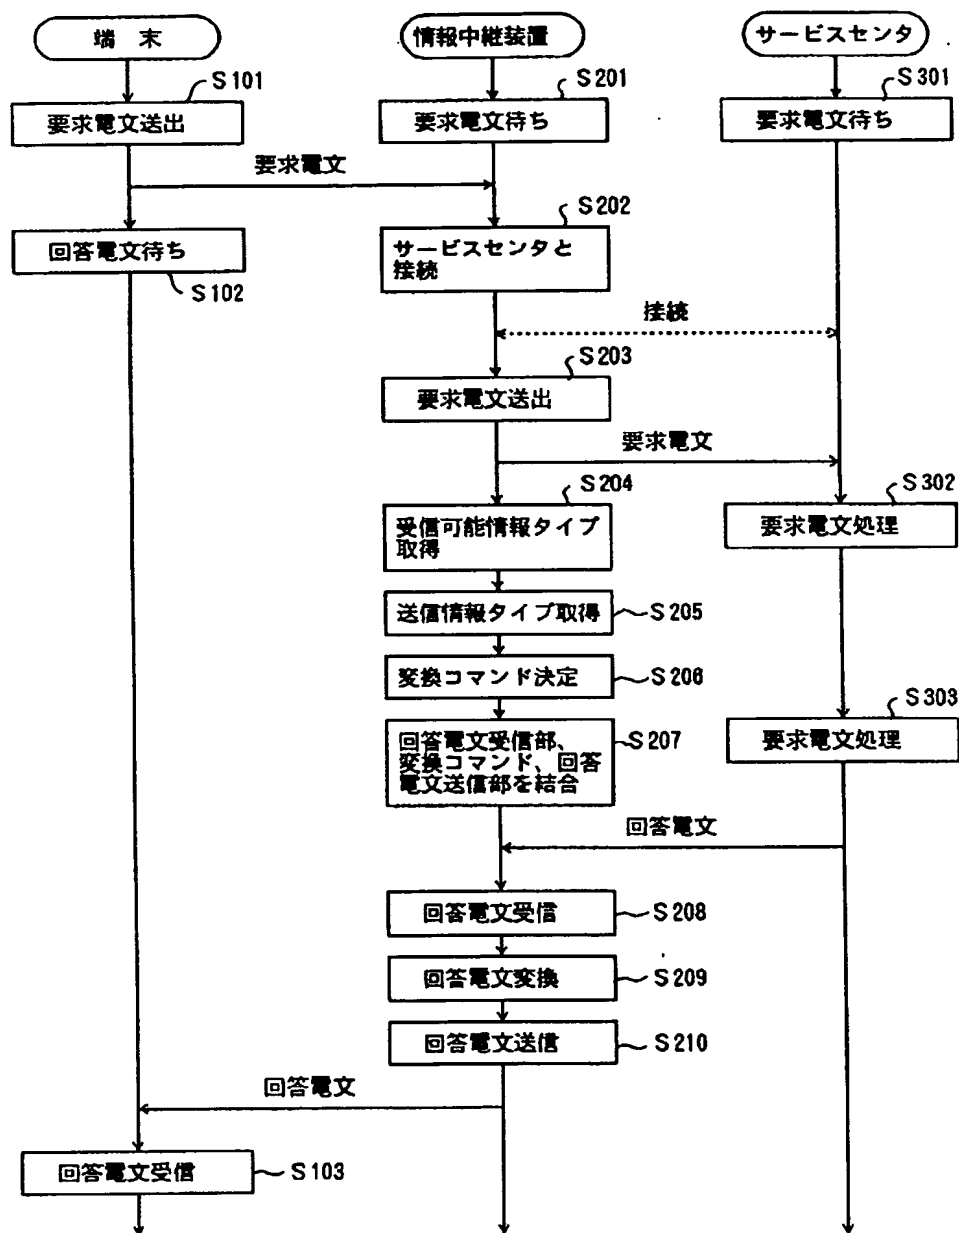 端 末
情報中継装置
サービスセンタ
S101
S201
S301
要求電文送出
要求電文待ち
要求電文待ち
要求電文
S202
回答電文待ち
サービスセンタと
接続
S102
接続
S203
要求電文送出
要求電文
S204
S302
受信可能情報タイプ
取得
要求電文処理
送信情報タイプ取得
S205
変換コマンド決定
S206
S303
回答電文受信部、
変換コマンド、回答
電文送信部を結合
S207
要求電文処理
回答電文
回答電文受信
S208
回答電文変換
S209
回答電文送信
S210
回答電文
回答電文受信
S103